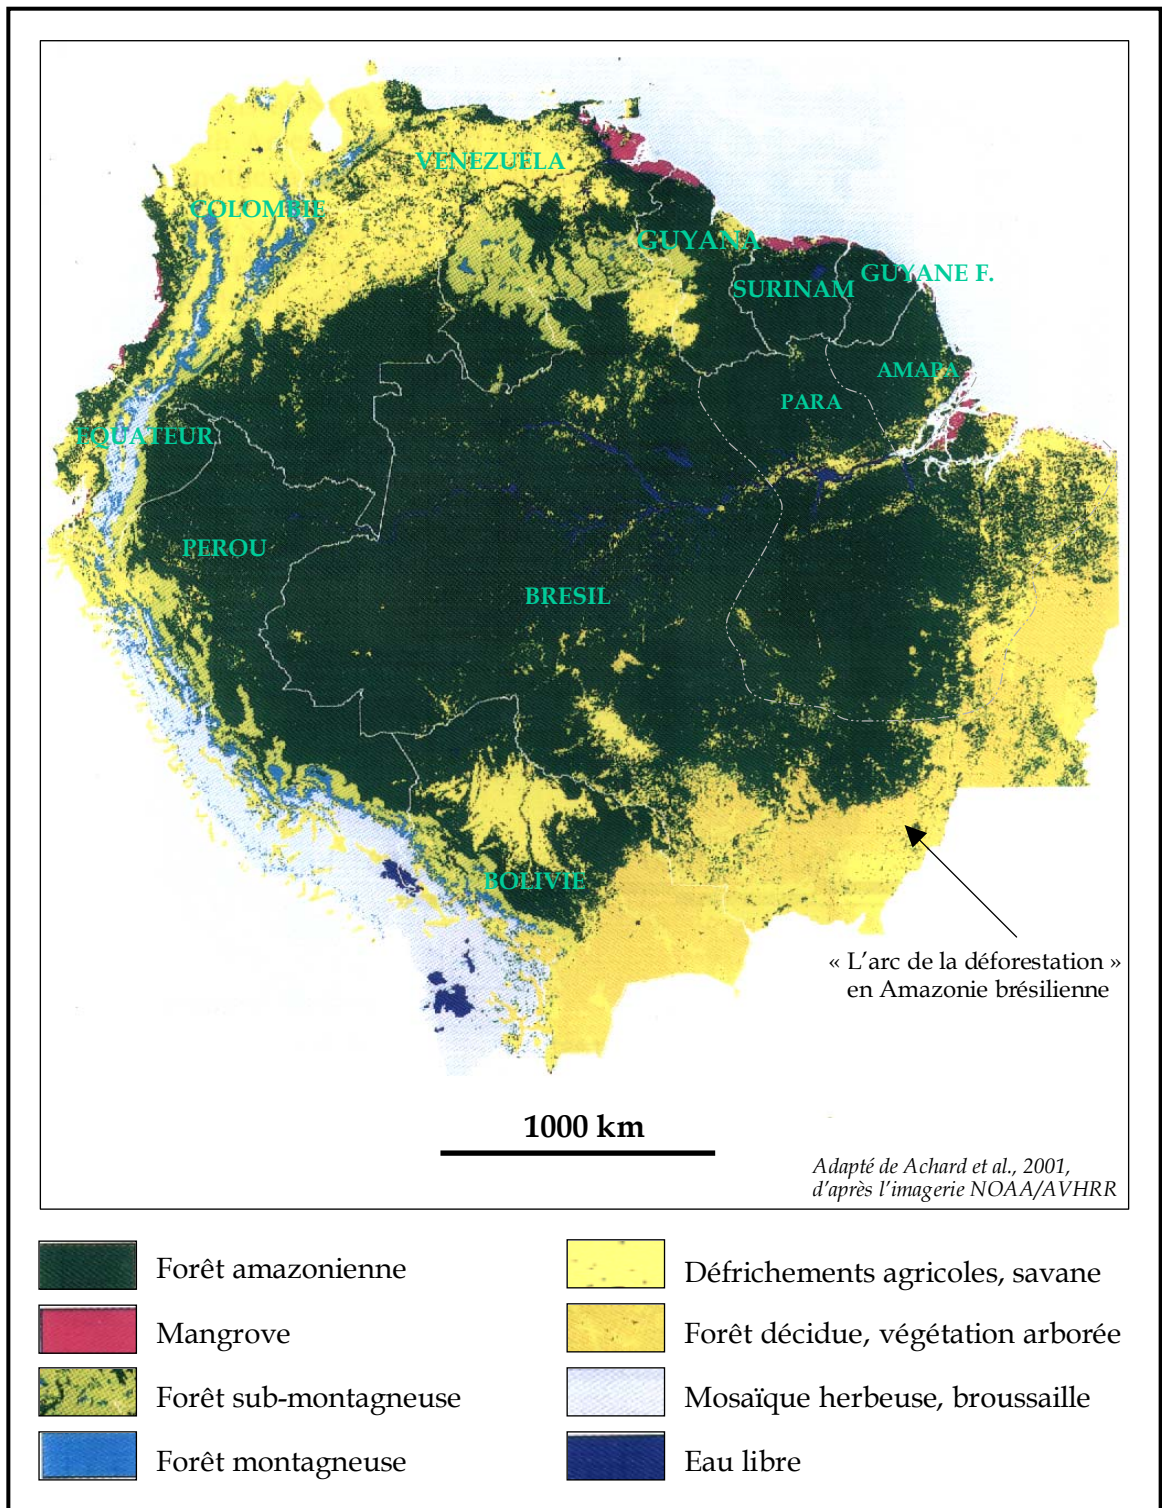 VENEZUELA
COLOMBIE
GUYANA
GUYANE F.
SURINAM
AMAPA
PARA
EQUATEUR
PEROU
BRESIL
BOLIVIE
« L'arc de la déforestation »
en Amazonie brésilienne
1000 km
Adapté de Achard et al., 2001,
d'après l'imagerie NOAA/AVHRR
Forêt amazonienne
Mangrove
Forêt sub-montagneuse
Forêt montagneuse
Défrichements agricoles, savane
Forêt décidue, végétation arborée
Mosaïque herbeuse, broussaille
Eau libre